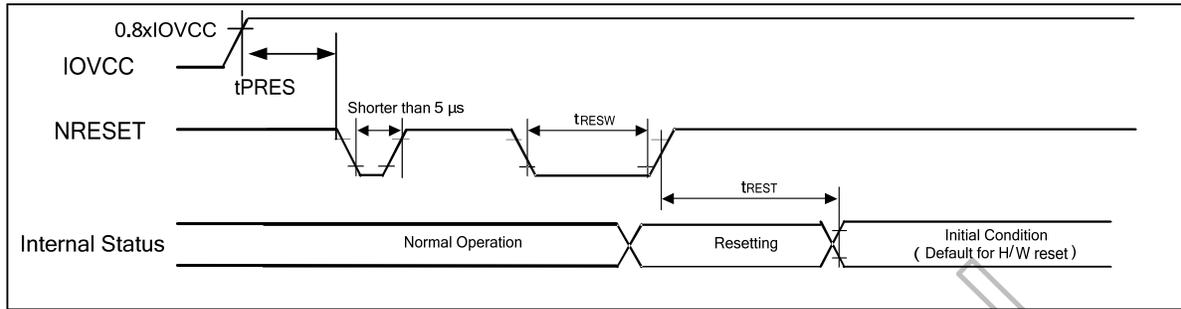 0.8xIOVCC
IOVCC
tPRES
Shorter than 5 µs
NRESET
tRESW
tREST
Internal Status
Normal Operation
Resetting
Initial Condition
( Default for H/W reset )